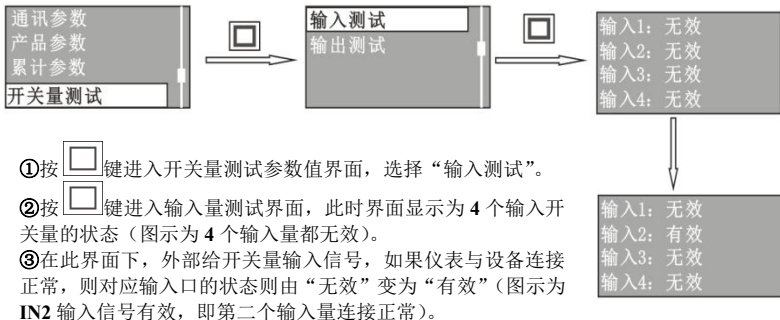 通讯参数
产品参数
累计参数
开关量测试
输入测试
输出测试
输入1：无效
输入2：无效
输入3：无效
输入4：无效
①按键进入开关量测试参数值界面，选择“输入测试”。
②按键进入输入量测试界面，此时界面显示为 4 个输入开
关量的状态（图示为 4 个输入量都无效）。
③在此界面下，外部给开关量输入信号，如果仪表与设备连接
正常，则对应输入口的状态则由“无效”变为“有效”（图示为
IN2 输入信号有效，即第二个输入量连接正常）。
输入1：无效
输入2：有效
输入3：无效
输入4：无效